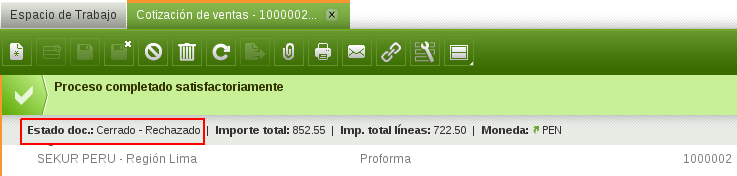 Espacio de Trabajo
Cotización de ventas - 1000002...
Proceso completado satisfactoriamente
Estado doc.: Cerrado - Rechazado | Importe total: 852.55 | Imp. total líneas: 722.50 | Moneda: PEN
SEKUR PERU - Región Lima Proforma 1000002